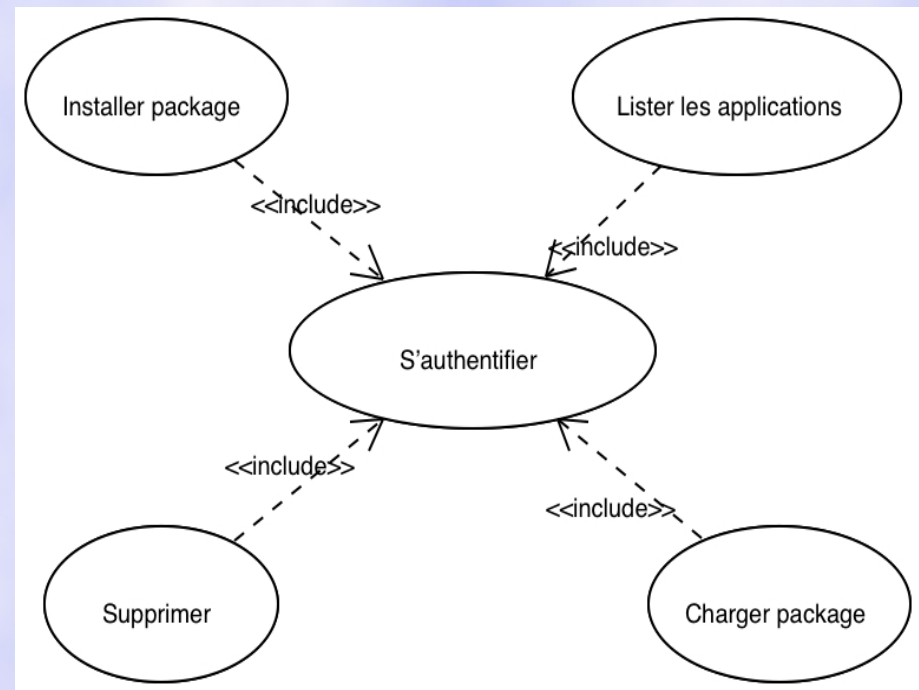 Installer package
Lister les applications
<<include>>
<<include>>
S'authentifier
<<include>>
<<include>>
Supprimer
Charger package